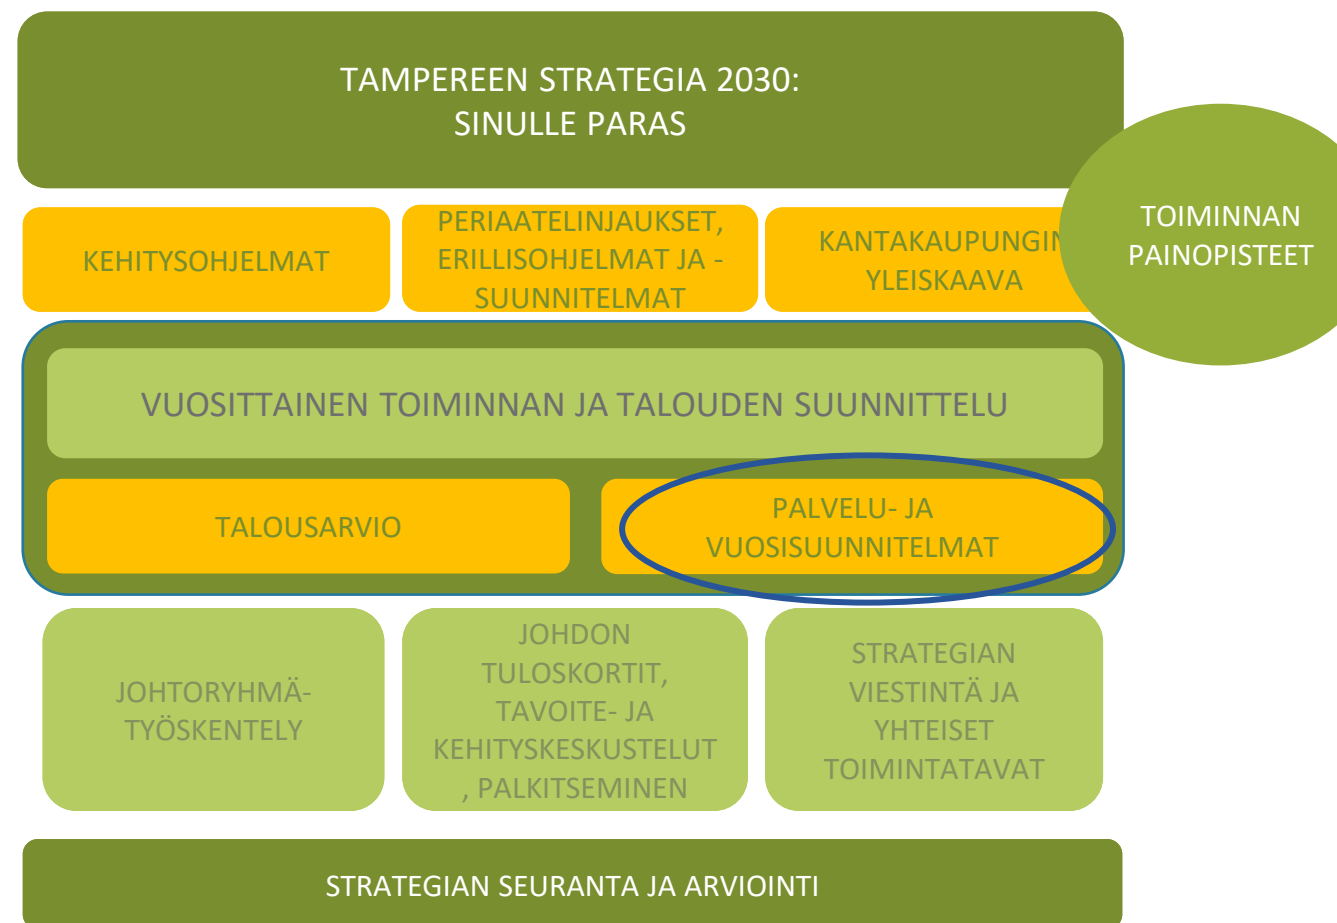 TAMPEREEN STRATEGIA 2030:
SINULLE PARAS
TOIMINNAN
PAINOPISTEET
KEHITYSOHJELMAT
PERIAATELINJAUKSET,
ERILLISOHJELMAT JA -
SUUNNITELMAT
KANTAKAUPUNGIN
YLEISKAAVA
VUOSITTAINEN TOIMINNAN JA TALOUDEN SUUNNITTELU
TALOUSARVIO
PALVELU- JA
VUOSISUUNNITELMAT
JOHTORYHMÄ-
TYÖSKENTELY
JOHDON
TULOSKORTIT,
TAVOITE- JA
KEHITYSKESKUSTELUT
, PALKITSEMINEN
STRATEGIAN
VIESTINTÄ JA
YHTEISET
TOIMINTATAVAT
STRATEGIAN SEURANTA JA ARVIOINTI